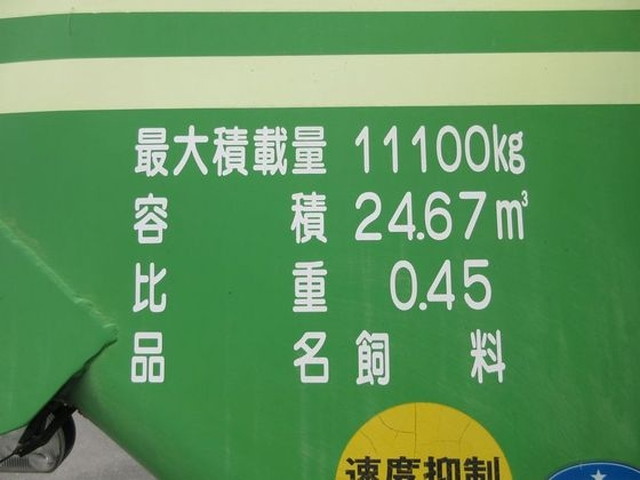 最大積載量 11100kg
容 積 24.67m³
比 重 0.45
品 名 飼 料
速度抑制